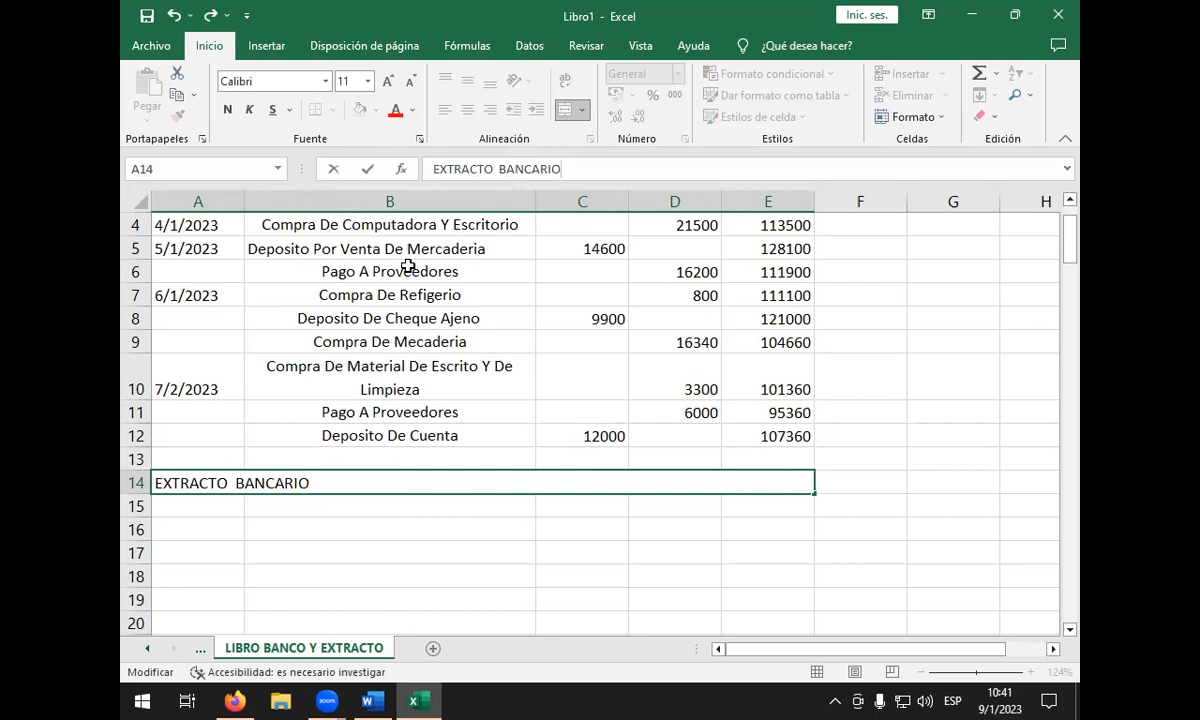 Libro1 - Excel
Inic. ses.
Archivo Inicio Insertar Disposición de página Fórmulas Datos Revisar Vista Ayuda ¿Qué desea hacer?
Pegar
Calibri 11
N K S
General
% 000
Formato condicional
Dar formato como tabla
Estilos de celda
Insertar
Eliminar
Formato
Portapapeles Fuente Alineación Número Estilos Celdas Edición
A14 EXTRACTO BANCARIO
A B C D E F G H
4 4/1/2023 Compra De Computadora Y Escritorio 21500 113500
5 5/1/2023 Deposito Por Venta De Mercaderia 14600 128100
6 Pago A Proveedores 16200 111900
7 6/1/2023 Compra De Refigerio 800 111100
8 Deposito De Cheque Ajeno 9900 121000
9 Compra De Mecaderia 16340 104660
Compra De Material De Escrito Y De
10 7/2/2023 Limpieza 3300 101360
11 Pago A Proveedores 6000 95360
12 Deposito De Cuenta 12000 107360
13
14 EXTRACTO BANCARIO
15
16
17
18
19
20
... LIBRO BANCO Y EXTRACTO
Modificar Accesibilidad: es necesario investigar 124%
zoom
ESP
10:41
9/1/2023